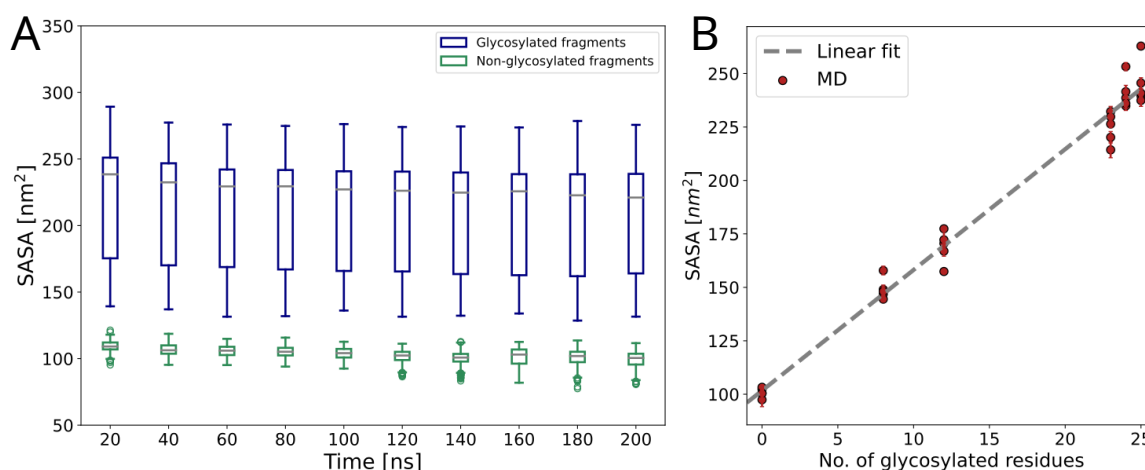 A
350
300
250
200
150
100
50
SASA [nm²]
Glycosylated fragments
Non-glycosylated fragments
20 40 60 80 100 120 140 160 180 200
Time [ns]
B
250
225
200
175
150
125
100
SASA [nm²]
Linear fit
MD
0 5 10 15 20 25
No. of glycosylated residues